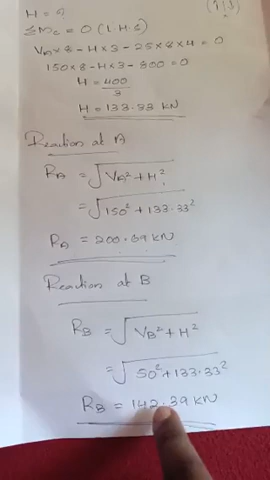 H = ?
ΣMc = 0 (L.H.S)
VA×8 - H×3 - 25×8×4 = 0
150×8 - H×3 - 800 = 0
H = 400/3
H = 133.33 KN
Reaction at A
RA = √VA²+H²
= √150²+133.33²
RA = 200.69 KN
Reaction at B
RB = √VB²+H²
= √50²+133.33²
RB = 142.39 KN